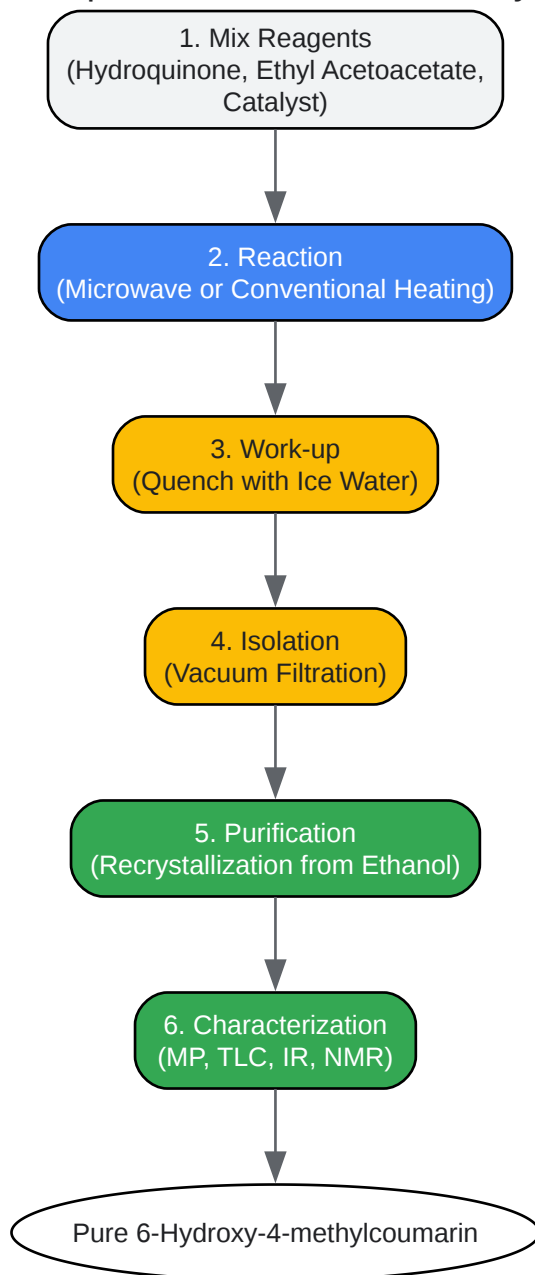 1. Mix Reagents
(Hydroquinone, Ethyl Acetoacetate,
Catalyst)
2. Reaction
(Microwave or Conventional Heating)
3. Work-up
(Quench with Ice Water)
4. Isolation
(Vacuum Filtration)
5. Purification
(Recrystallization from Ethanol)
6. Characterization
(MP, TLC, IR, NMR)
Pure 6-Hydroxy-4-methylcoumarin